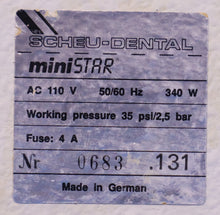 SCHEU-DENTAL
miniSTAR
AC 110 V 50/60 Hz 340 W
Working pressure 35 psi/2,5 bar
Fuse: 4 A
Nr 0683 .131
Made in German